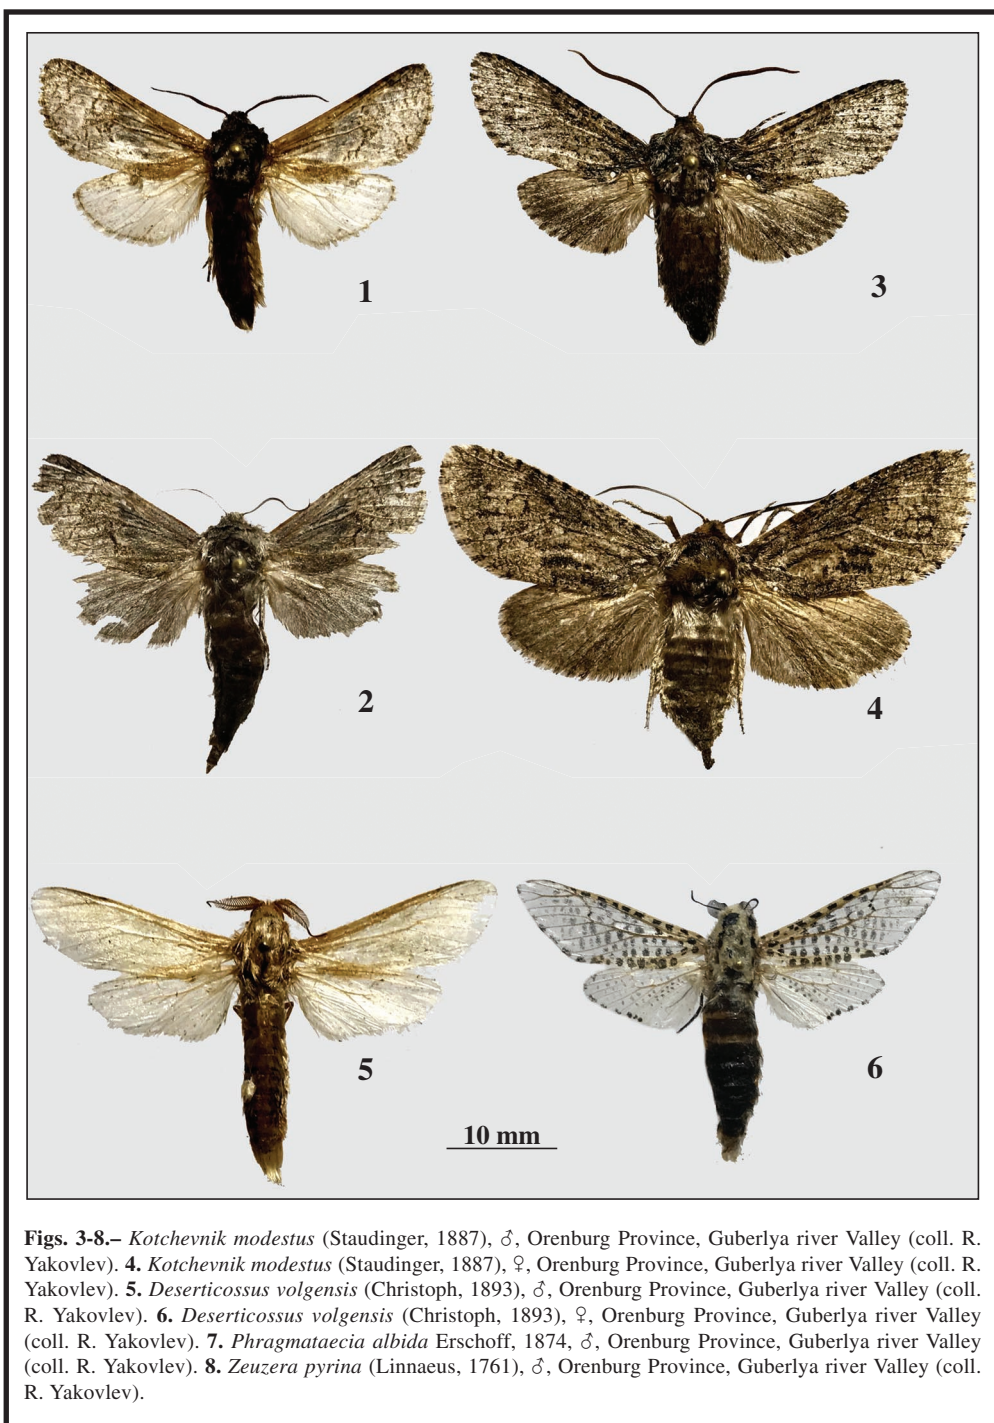 1
3
2
4
5
6
10 mm
Figs. 3-8.– Kotchevnik modestus (Staudinger, 1887), ♂, Orenburg Province, Guberlya river Valley (coll. R.
Yakovlev). 4. Kotchevnik modestus (Staudinger, 1887), ♀, Orenburg Province, Guberlya river Valley (coll. R.
Yakovlev). 5. Deserticossus volgensis (Christoph, 1893), ♂, Orenburg Province, Guberlya river Valley (coll.
R. Yakovlev). 6. Deserticossus volgensis (Christoph, 1893), ♀, Orenburg Province, Guberlya river Valley
(coll. R. Yakovlev). 7. Phragmataecia albida Erschoff, 1874, ♂, Orenburg Province, Guberlya river Valley
(coll. R. Yakovlev). 8. Zeuzera pyrina (Linnaeus, 1761), ♂, Orenburg Province, Guberlya river Valley (coll.
R. Yakovlev).